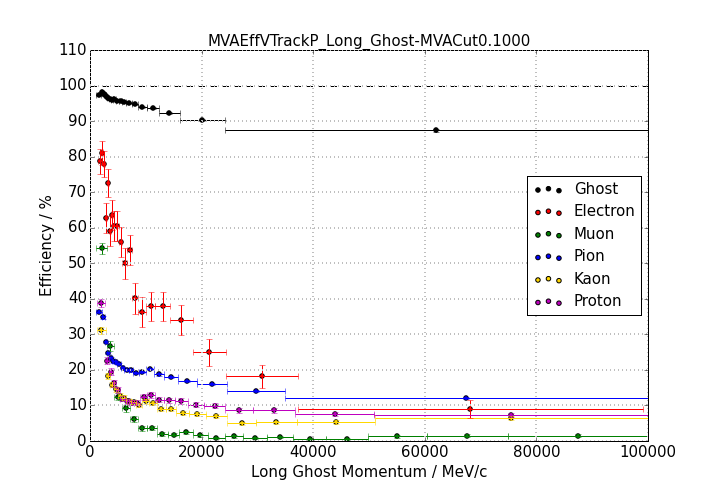 MVAEffVTrackP_Long_Ghost-MVACut0.1000
110
100
90
80
70
60
50
40
30
20
10
0
Efficiency / %
Ghost
Electron
Muon
Pion
Kaon
Proton
0 20000 40000 60000 80000 100000
Long Ghost Momentum / MeV/c